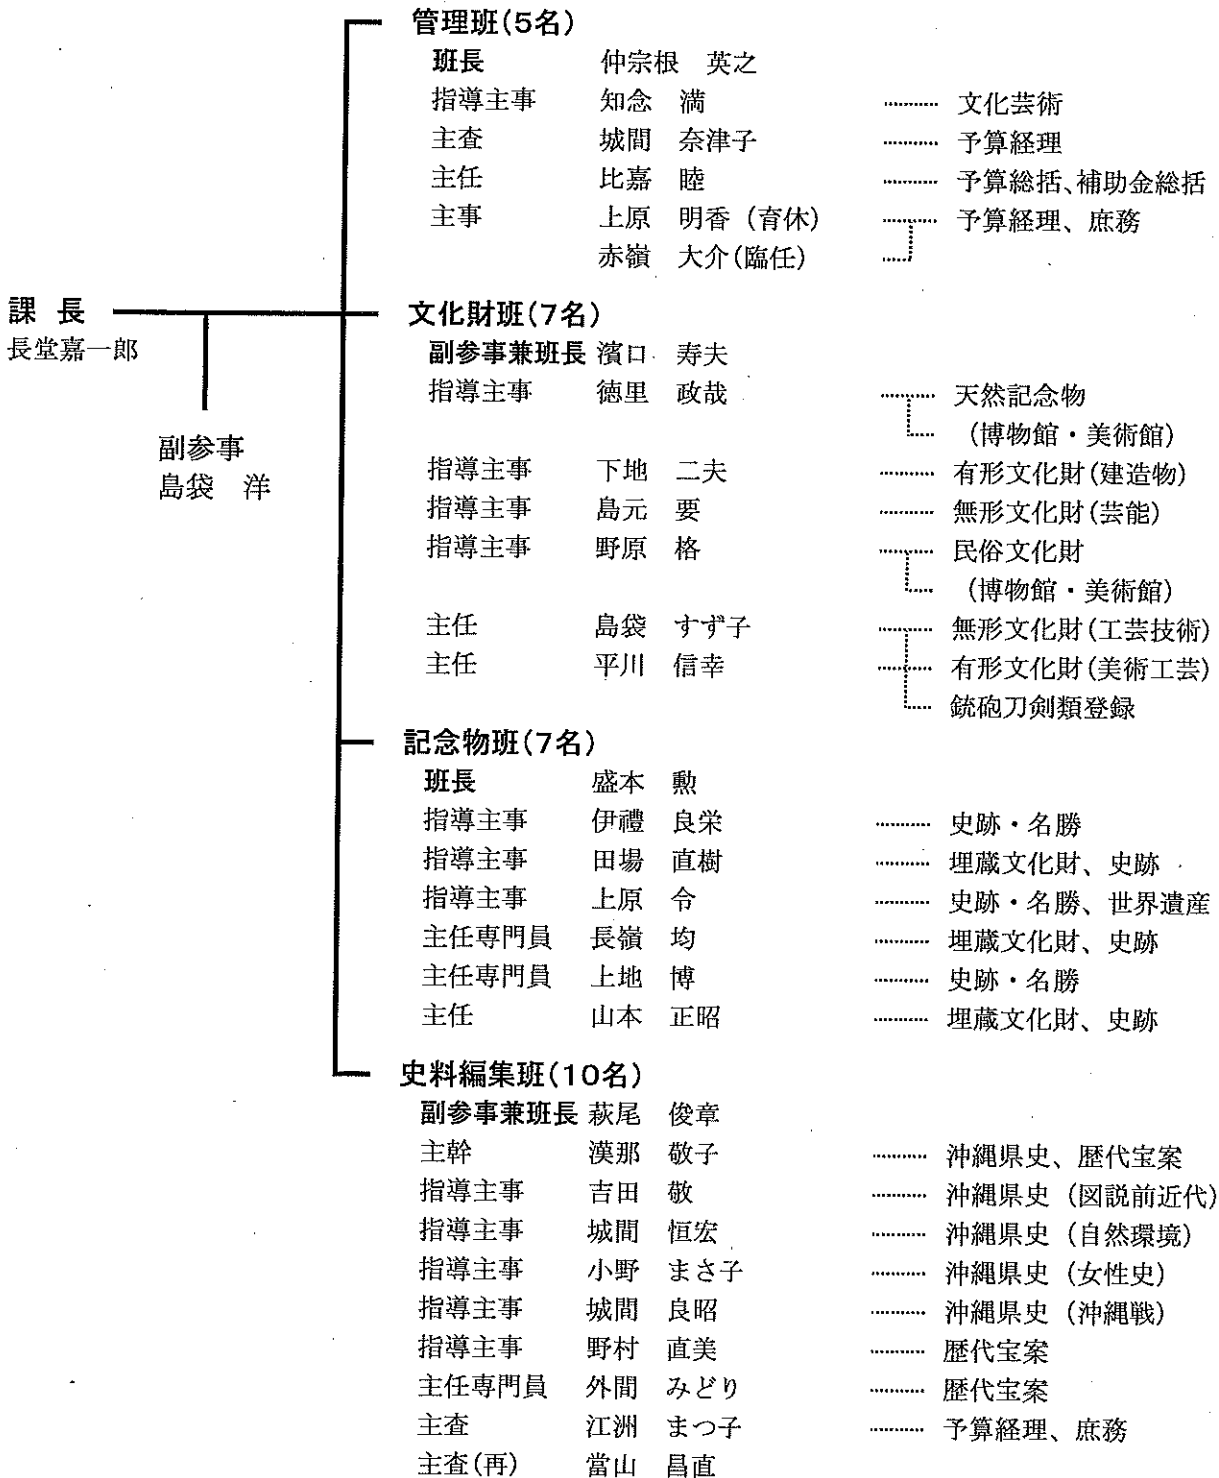 管理班(5名)
班長 仲宗根 英之
指導主事 知念 満 ……… 文化芸術
主査 城間 奈津子 ……… 予算経理
主任 比嘉 睦 ……… 予算総括、補助金総括
主事 上原 明香 (育休) ……… 予算経理、庶務
赤嶺 大介(臨任)
課長
長堂嘉一郎
副参事
島袋 洋
文化財班(7名)
副参事兼班長 濱口 寿夫
指導主事 徳里 政哉 ……… 天然記念物
(博物館・美術館)
指導主事 下地 二夫 ……… 有形文化財(建造物)
指導主事 島元 要 ……… 無形文化財(芸能)
指導主事 野原 格 ……… 民俗文化財
(博物館・美術館)
主任 島袋 すず子 ……… 無形文化財(工芸技術)
主任 平川 信幸 ……… 有形文化財(美術工芸)
銃砲刀剣類登録
記念物班(7名)
班長 盛本 勲
指導主事 伊禮 良栄 ……… 史跡・名勝
指導主事 田場 直樹 ……… 埋蔵文化財、史跡
指導主事 上原 令 ……… 史跡・名勝、世界遺産
主任専門員 長嶺 均 ……… 埋蔵文化財、史跡
主任専門員 上地 博 ……… 史跡・名勝
主任 山本 正昭 ……… 埋蔵文化財、史跡
史料編集班(10名)
副参事兼班長 萩尾 俊章
主幹 漢那 敬子 ……… 沖縄県史、歴代宝案
指導主事 吉田 敬 ……… 沖縄県史 (図説前近代)
指導主事 城間 恒宏 ……… 沖縄県史 (自然環境)
指導主事 小野 まさ子 ……… 沖縄県史 (女性史)
指導主事 城間 良昭 ……… 沖縄県史 (沖縄戦)
指導主事 野村 直美 ……… 歴代宝案
主任専門員 外間 みどり ……… 歴代宝案
主査 江洲 まつ子 ……… 予算経理、庶務
主査(再) 當山 昌直